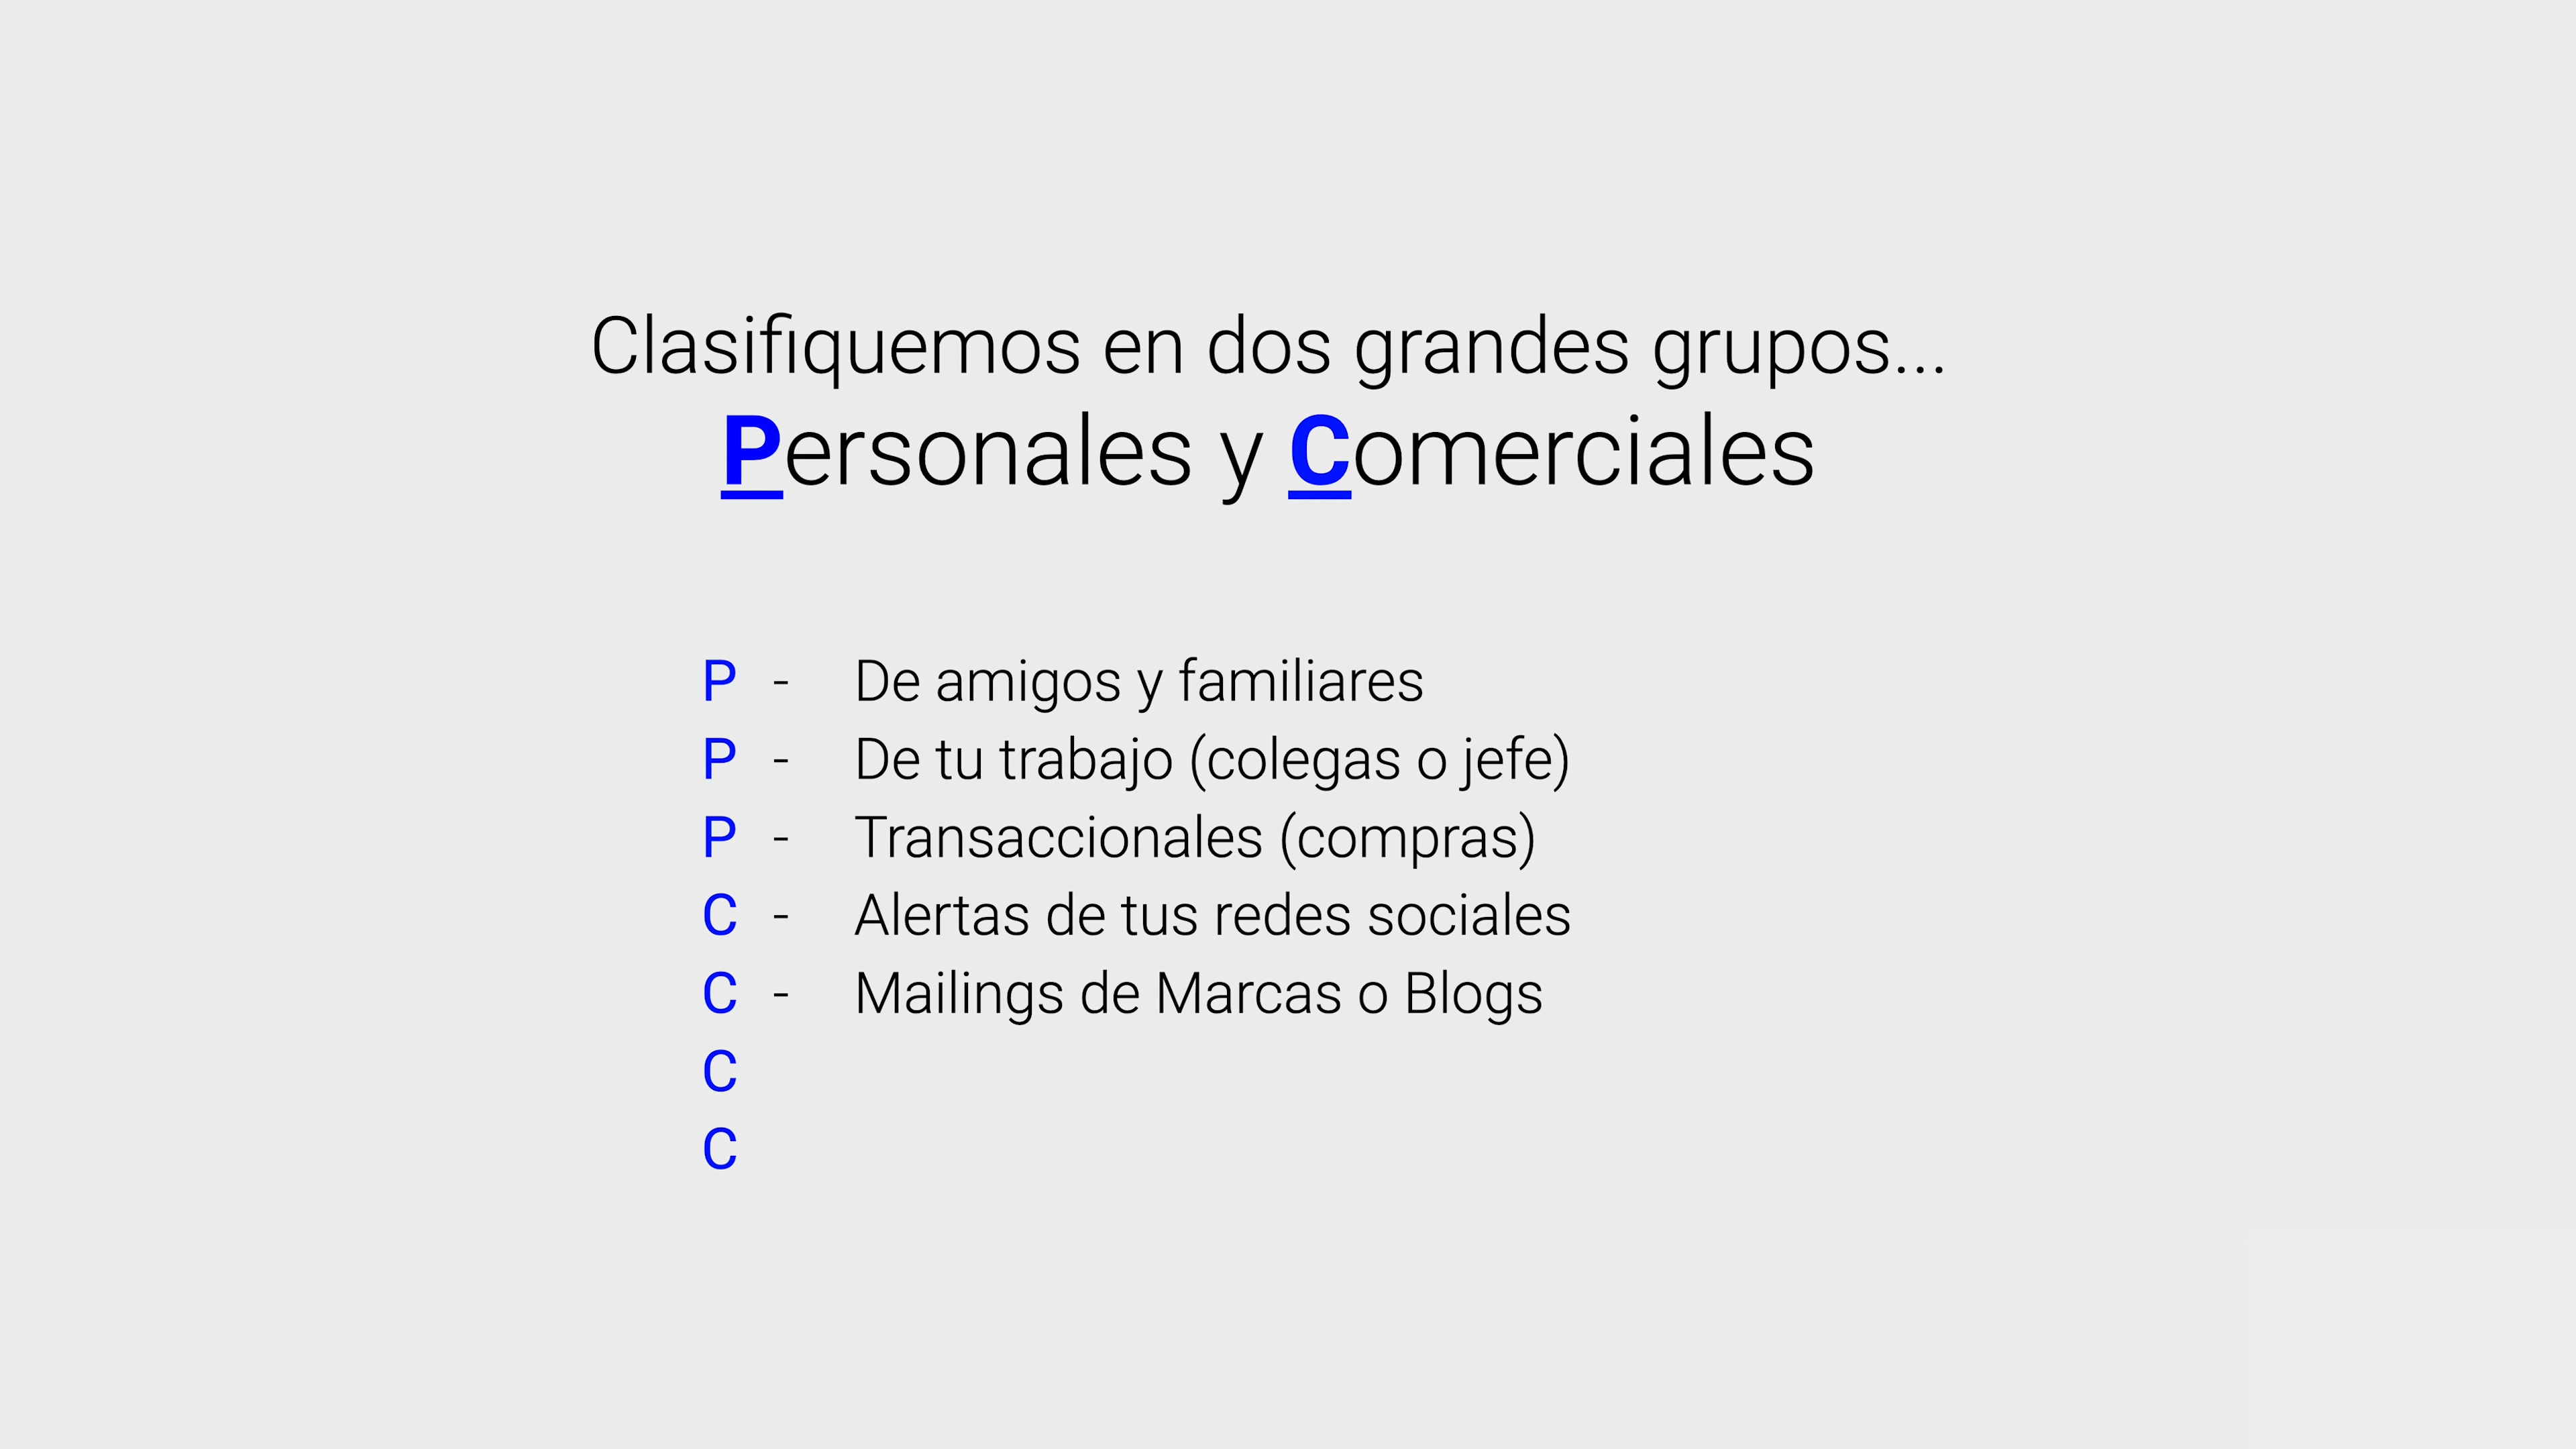 Clasifiquemos en dos grandes grupos...
Personales y Comerciales
P - De amigos y familiares
P - De tu trabajo (colegas o jefe)
P - Transaccionales (compras)
C - Alertas de tus redes sociales
C - Mailings de Marcas o Blogs
C
C